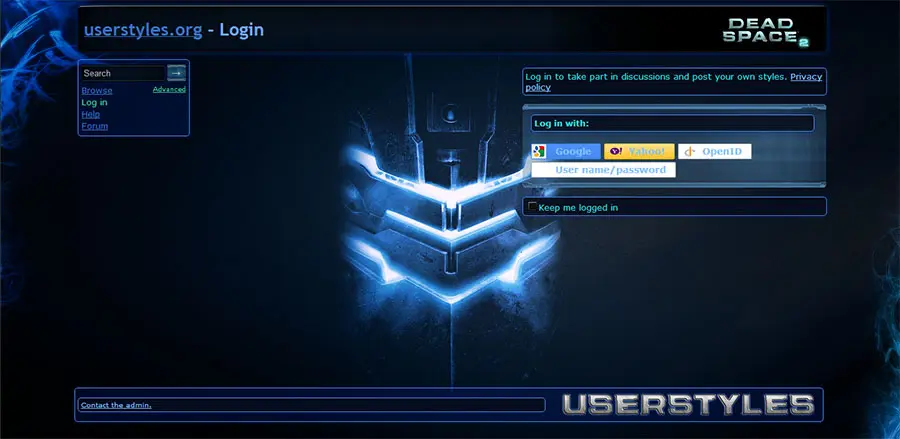 userstyles.org - Login
DEAD
SPACE 2
Search →
Browse Advanced
Log in
Help
Forum
Log in to take part in discussions and post your own styles. Privacy
policy
Log in with:
Google Y! Yahoo! OpenID
User name/password
Keep me logged in
Contact the admin.
USERSTYLES